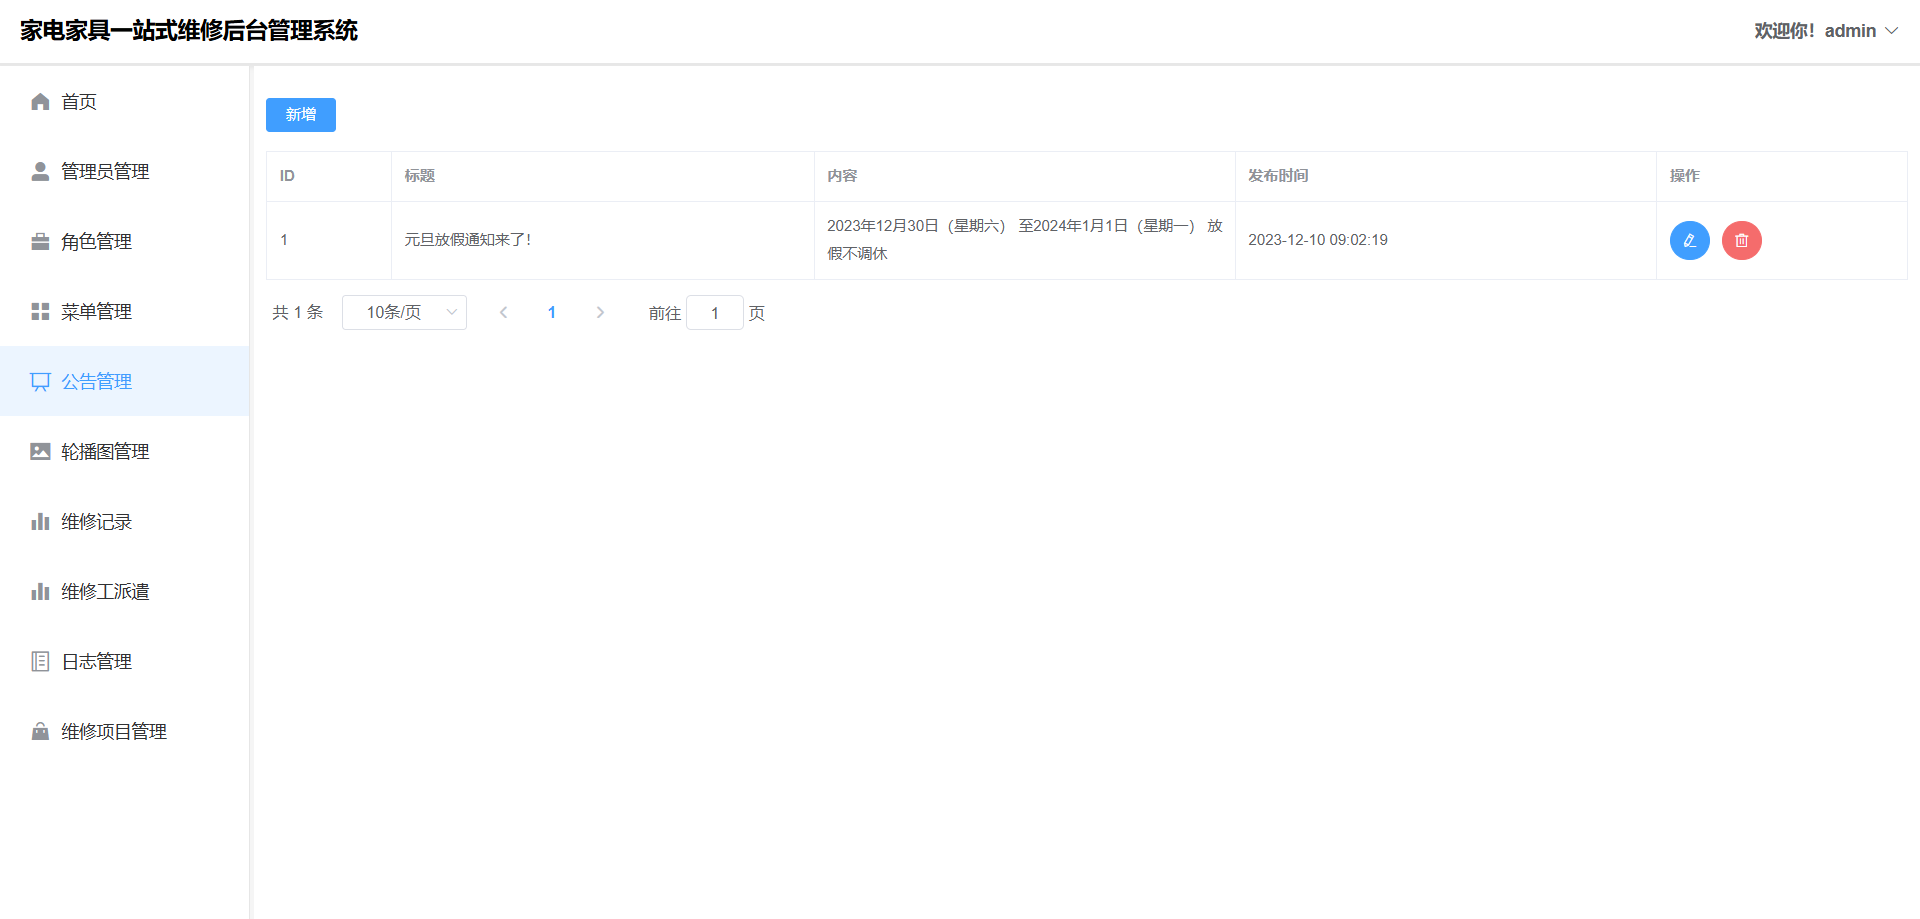 家电家具一站式维修后台管理系统
欢迎你！admin
首页
管理员管理
角色管理
菜单管理
公告管理
轮播图管理
维修记录
维修工派遣
日志管理
维修项目管理
新增
ID 标题 内容 发布时间 操作
1 元旦放假通知来了！ 2023年12月30日（星期六） 至2024年1月1日（星期一） 放 2023-12-10 09:02:19
假不调休
共 1 条 10条/页 1 前往 1 页